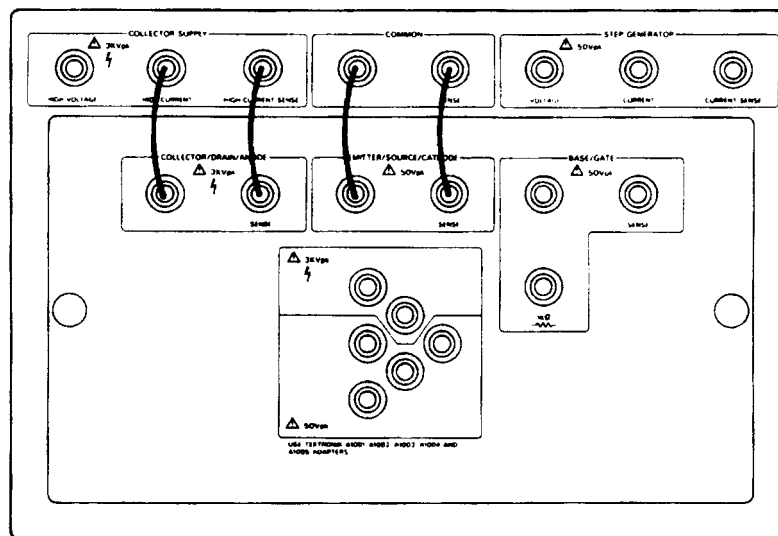 COLLECTOR SUPPLY
3KVpk
HIGH VOLTAGE
HIGH CURRENT
HIGH CURRENT SENSE
COMMON
SENSE
STEP GENERATOR
50Vpk
VOLTAGE
CURRENT
CURRENT SENSE
COLLECTOR/DRAIN/ANODE
3KVpk
SENSE
EMITTER/SOURCE/CATHODE
50Vpk
SENSE
BASE/GATE
50Vpk
SENSE
3KVpk
50Vpk
USE TEKTRONIX A1001 A1002 A1003 A1004 AND
A1005 ADAPTERS